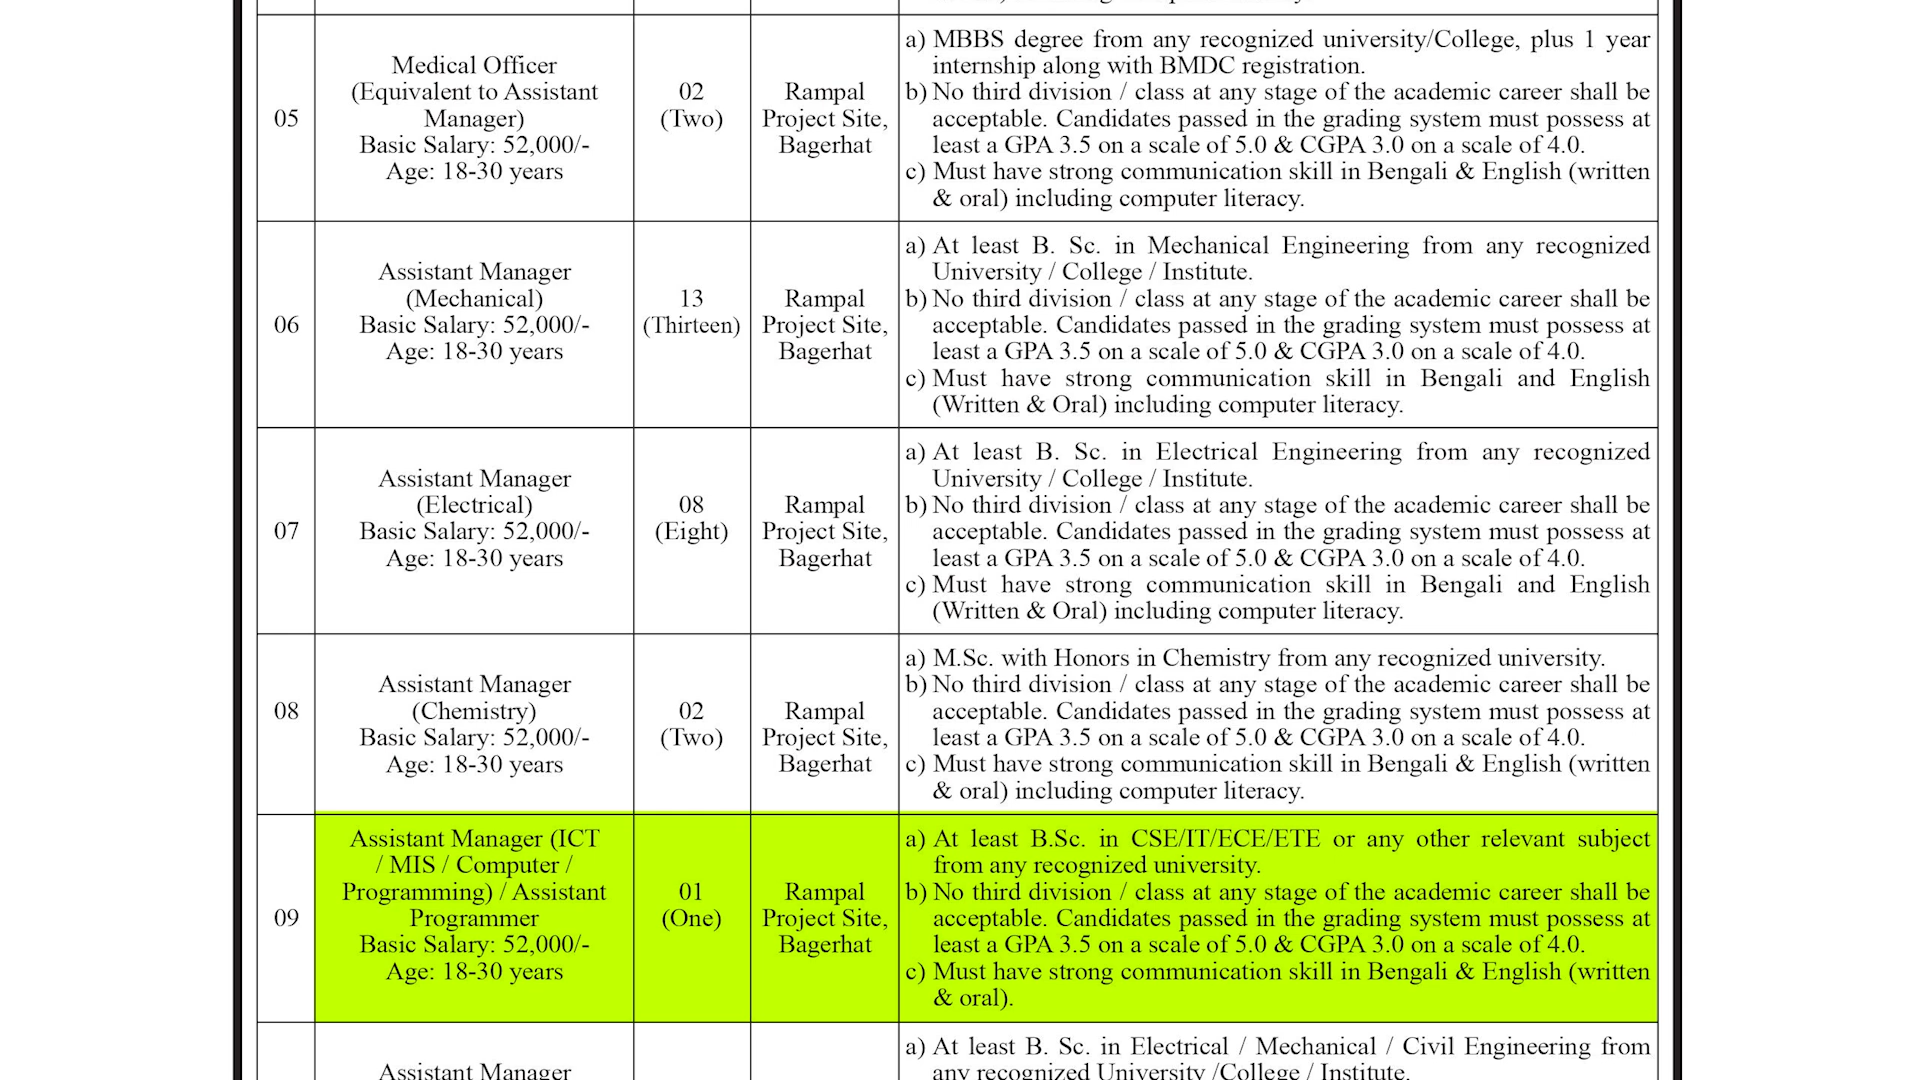 05
Medical Officer
(Equivalent to Assistant
Manager)
Basic Salary: 52,000/-
Age: 18-30 years
02
(Two)
Rampal
Project Site,
Bagerhat
a) MBBS degree from any recognized university/College, plus 1 year
internship along with BMDC registration.
b) No third division / class at any stage of the academic career shall be
acceptable. Candidates passed in the grading system must possess at
least a GPA 3.5 on a scale of 5.0 & CGPA 3.0 on a scale of 4.0.
c) Must have strong communication skill in Bengali & English (written
& oral) including computer literacy.
06
Assistant Manager
(Mechanical)
Basic Salary: 52,000/-
Age: 18-30 years
13
(Thirteen)
Rampal
Project Site,
Bagerhat
a) At least B. Sc. in Mechanical Engineering from any recognized
University / College / Institute.
b) No third division / class at any stage of the academic career shall be
acceptable. Candidates passed in the grading system must possess at
least a GPA 3.5 on a scale of 5.0 & CGPA 3.0 on a scale of 4.0.
c) Must have strong communication skill in Bengali and English
(Written & Oral) including computer literacy.
07
Assistant Manager
(Electrical)
Basic Salary: 52,000/-
Age: 18-30 years
08
(Eight)
Rampal
Project Site,
Bagerhat
a) At least B. Sc. in Electrical Engineering from any recognized
University / College / Institute.
b) No third division / class at any stage of the academic career shall be
acceptable. Candidates passed in the grading system must possess at
least a GPA 3.5 on a scale of 5.0 & CGPA 3.0 on a scale of 4.0.
c) Must have strong communication skill in Bengali and English
(Written & Oral) including computer literacy.
08
Assistant Manager
(Chemistry)
Basic Salary: 52,000/-
Age: 18-30 years
02
(Two)
Rampal
Project Site,
Bagerhat
a) M.Sc. with Honors in Chemistry from any recognized university.
b) No third division / class at any stage of the academic career shall be
acceptable. Candidates passed in the grading system must possess at
least a GPA 3.5 on a scale of 5.0 & CGPA 3.0 on a scale of 4.0.
c) Must have strong communication skill in Bengali & English (written
& oral) including computer literacy.
09
Assistant Manager (ICT
/ MIS / Computer /
Programming) / Assistant
Programmer
Basic Salary: 52,000/-
Age: 18-30 years
01
(One)
Rampal
Project Site,
Bagerhat
a) At least B.Sc. in CSE/IT/ECE/ETE or any other relevant subject
from any recognized university.
b) No third division / class at any stage of the academic career shall be
acceptable. Candidates passed in the grading system must possess at
least a GPA 3.5 on a scale of 5.0 & CGPA 3.0 on a scale of 4.0.
c) Must have strong communication skill in Bengali & English (written
& oral).
Assistant Manager
a) At least B. Sc. in Electrical / Mechanical / Civil Engineering from
any recognized University /College / Institute.